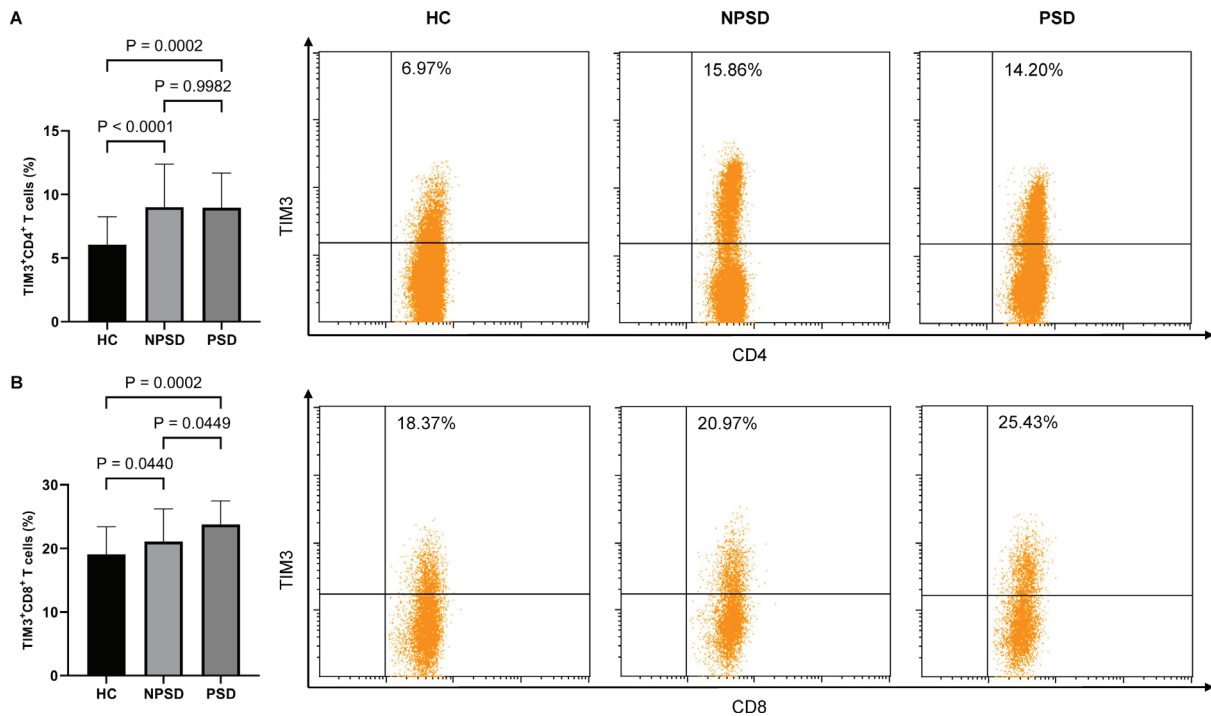 A
HC
NPSD
PSD
P = 0.0002
P = 0.9982
P < 0.0001
TIM3⁺CD4⁺ T cells (%)
15
10
5
0
HC
NPSD
PSD
TIM3
6.97%
15.86%
14.20%
CD4
B
P = 0.0002
P = 0.0449
P = 0.0440
TIM3⁺CD8⁺ T cells (%)
30
20
10
0
HC
NPSD
PSD
TIM3
18.37%
20.97%
25.43%
CD8